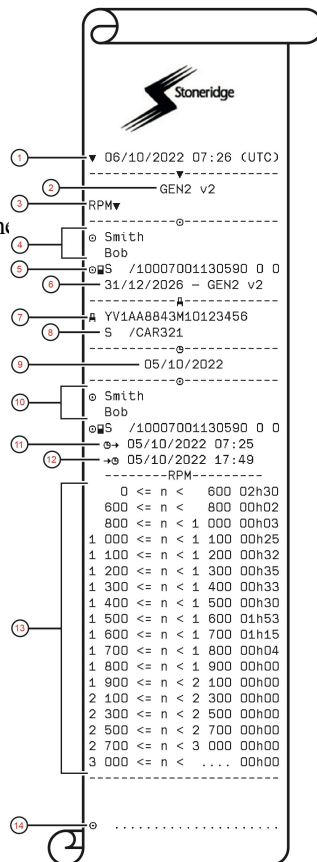 Stoneridge
1 ▼ 06/10/2022 07:26 (UTC)
--------▼--------
2 GEN2 v2
3 RPM▼
4 Smith
Bob
5 S /10007001130590 0 0
6 31/12/2026 – GEN2 v2
7 YV1AA8843M10123456
8 S /CAR321
9 05/10/2022
10 Smith
Bob
S /10007001130590 0 0
11 05/10/2022 07:25
12 05/10/2022 17:49
--------RPM--------
13
0 <= n < 600 02h30
600 <= n < 800 00h02
800 <= n < 1 000 00h03
1 000 <= n < 1 100 00h25
1 100 <= n < 1 200 00h32
1 200 <= n < 1 300 00h35
1 300 <= n < 1 400 00h33
1 400 <= n < 1 500 00h30
1 500 <= n < 1 600 01h53
1 600 <= n < 1 700 01h15
1 700 <= n < 1 800 00h04
1 800 <= n < 1 900 00h00
1 900 <= n < 2 100 00h00
2 100 <= n < 2 300 00h00
2 300 <= n < 2 500 00h00
2 500 <= n < 2 700 00h00
2 700 <= n < 3 000 00h00
3 000 <= n < .... 00h00
14 ......................